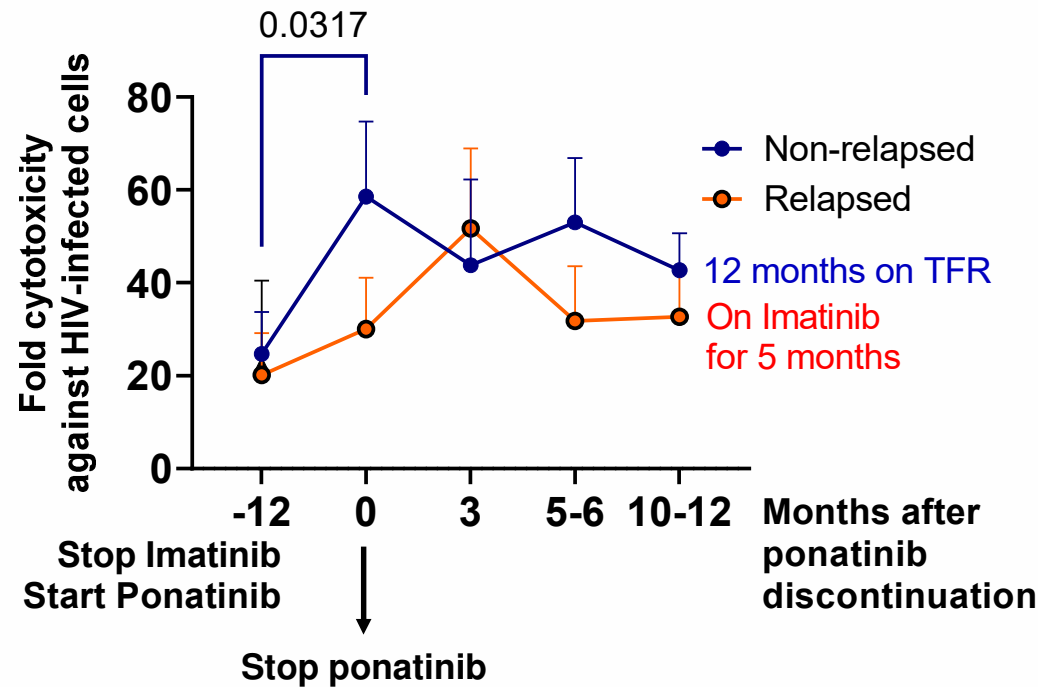 0.0317
Fold cytotoxicity
against HIV-infected cells
80
60
40
20
0
Non-relapsed
Relapsed
12 months on TFR
On Imatinib
for 5 months
-12 0 3 5-6 10-12
Months after
ponatinib
discontinuation
Stop Imatinib
Start Ponatinib
Stop ponatinib